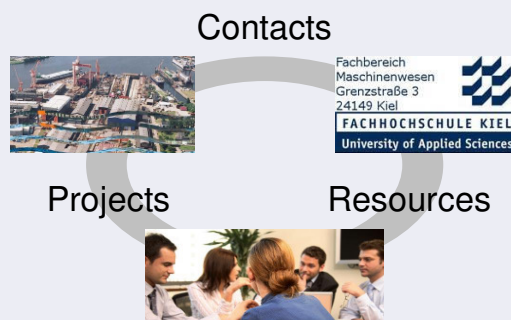 Contacts
Fachbereich
Maschinenwesen
Grenzstraße 3
24149 Kiel
FACHHOCHSCHULE KIEL
University of Applied Sciences
Projects
Resources